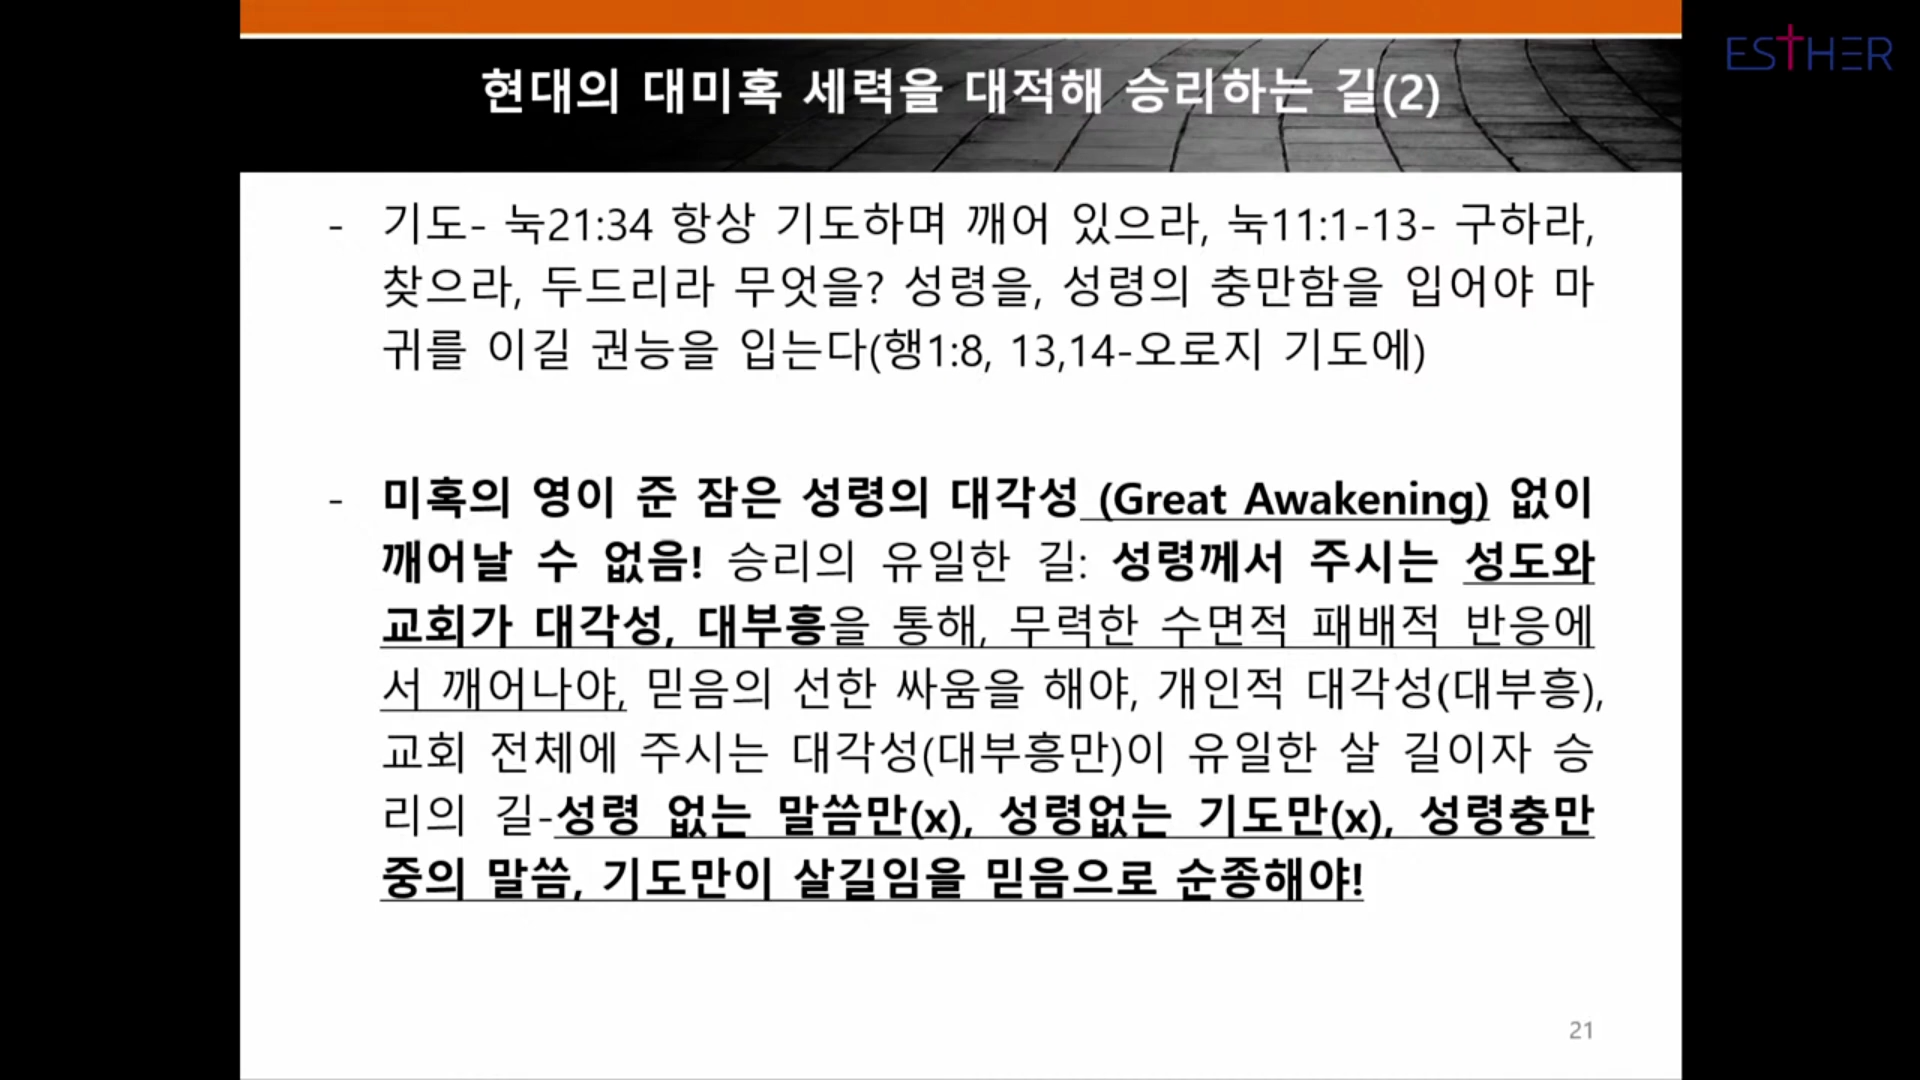 ESTHER
현대의 대미혹 세력을 대적해 승리하는 길(2)
- 기도- 눅21:34 항상 기도하며 깨어 있으라, 눅11:1-13- 구하라,
찾으라, 두드리라 무엇을? 성령을, 성령의 충만함을 입어야 마
귀를 이길 권능을 입는다(행1:8, 13,14-오로지 기도에)
- 미혹의 영이 준 잠은 성령의 대각성 (Great Awakening) 없이
깨어날 수 없음! 승리의 유일한 길: 성령께서 주시는 성도와
교회가 대각성, 대부흥을 통해, 무력한 수면적 패배적 반응에
서 깨어나야, 믿음의 선한 싸움을 해야, 개인적 대각성(대부흥),
교회 전체에 주시는 대각성(대부흥만)이 유일한 살 길이자 승
리의 길-성령 없는 말씀만(x), 성령없는 기도만(x), 성령충만
중의 말씀, 기도만이 살길임을 믿음으로 순종해야!
21